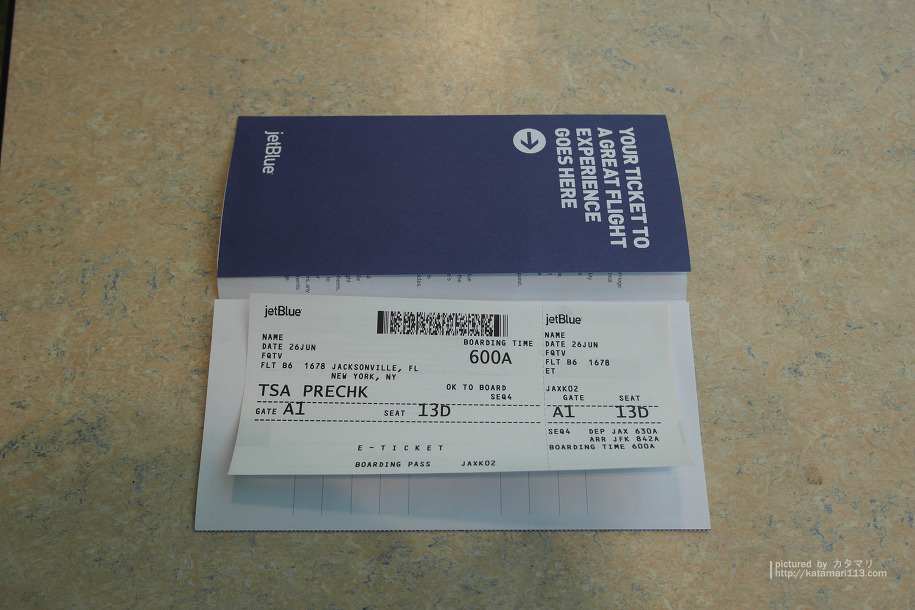 jetBlue
YOUR TICKET TO
A GREAT FLIGHT
EXPERIENCE
GOES HERE
jetBlue
NAME
DATE 26JUN
BOARDING TIME
FQTV
600A
FLT B6 1678 JACKSONVILLE, FL
NEW YORK, NY
TSA PRECHK
OK TO BOARD
SEQ4
GATE A1 SEAT 13D
E-TICKET
BOARDING PASS JAXK02
jetBlue
NAME
DATE 26JUN
FQTV
FLT B6 1678
ET
JAXK02
GATE SEAT
A1 13D
SEQ4 DEP JAX 630A
ARR JFK 842A
BOARDING TIME 600A
pictured by カタマリ
http://katamari113.com